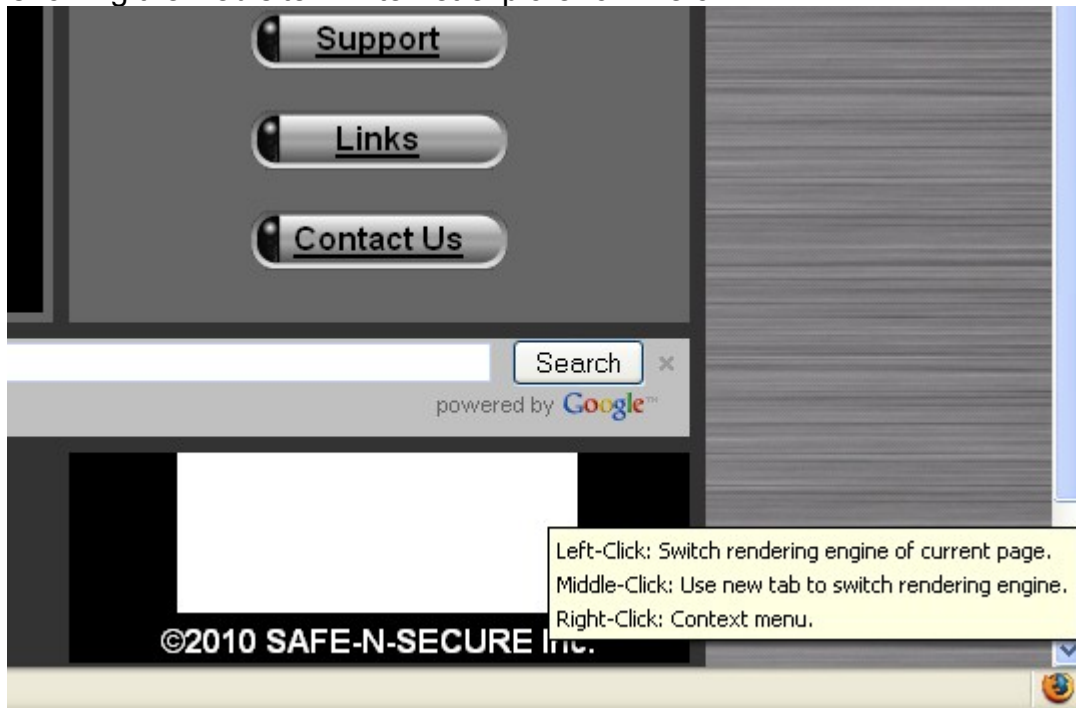 Support
Links
Contact Us
Search ×
powered by Google™
Left-Click: Switch rendering engine of current page.
Middle-Click: Use new tab to switch rendering engine.
Right-Click: Context menu.
©2010 SAFE-N-SECURE Inc.